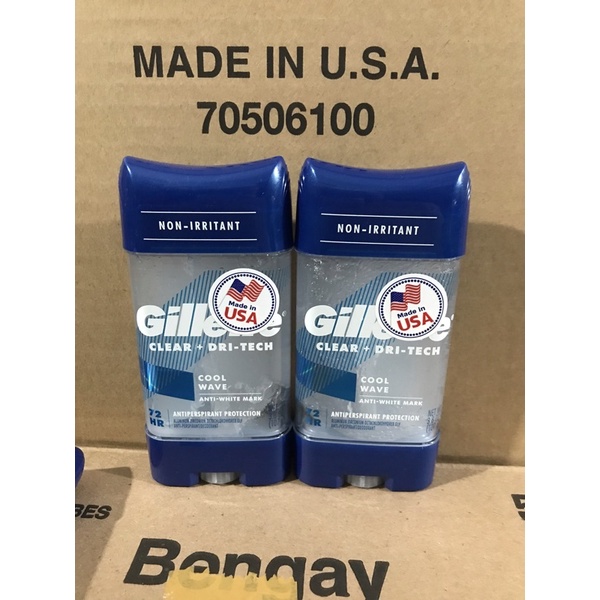 MADE IN U.S.A.
70506100
NON-IRRITANT
Gillette
Made in
USA
CLEAR + DRI-TECH
COOL
WAVE
ANTI-WHITE MARK
72
HR
ANTIPERSPIRANT PROTECTION
NON-IRRITANT
Gillette
Made in
USA
CLEAR + DRI-TECH
COOL
WAVE
ANTI-WHITE MARK
72
HR
ANTIPERSPIRANT PROTECTION
BES
Bengay